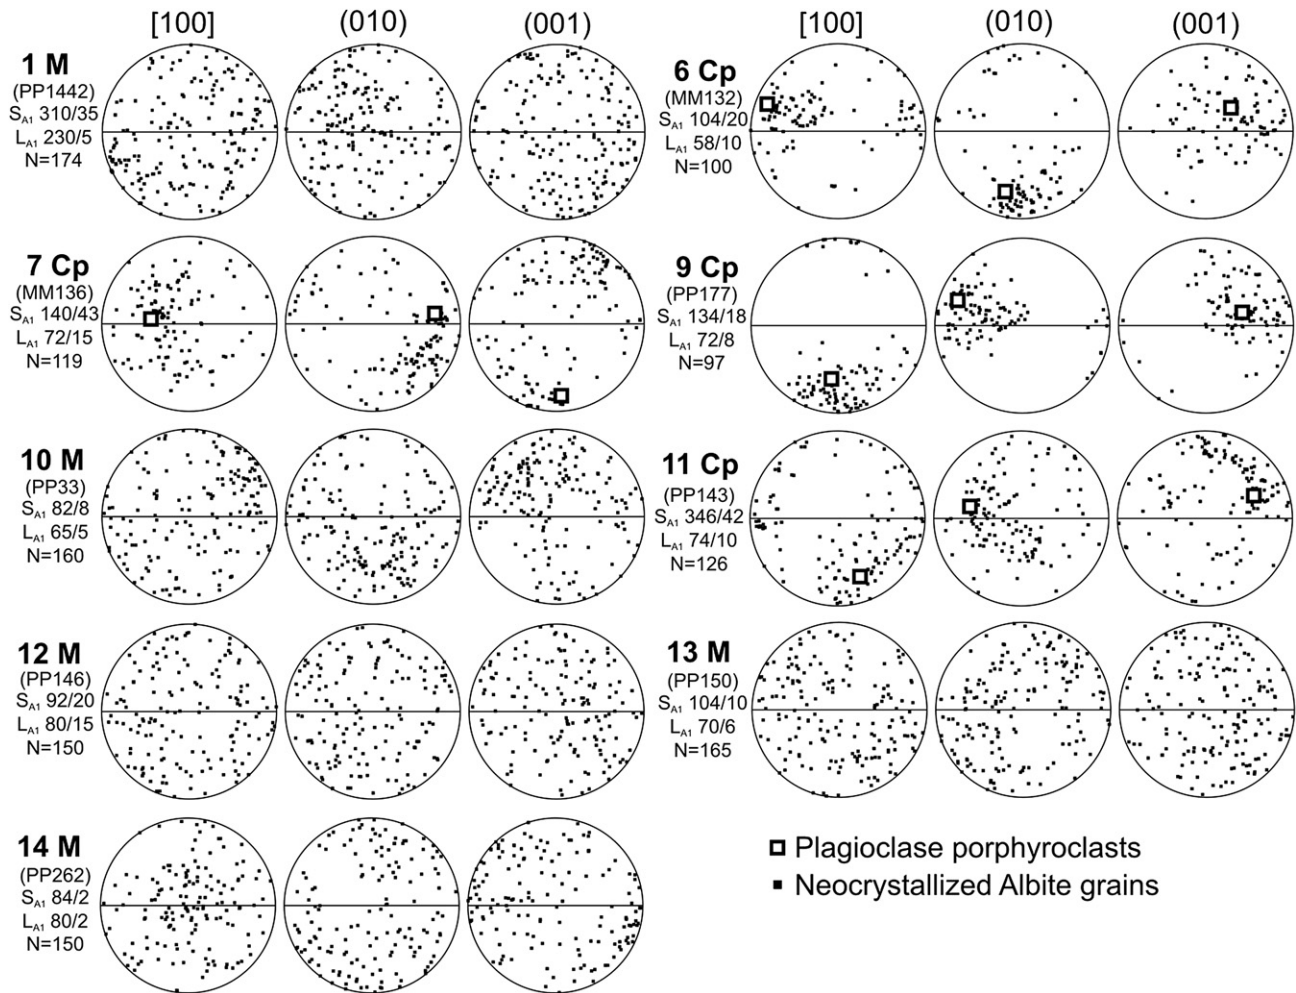 [100] (010) (001)
1 M
(PP1442)
SA1 310/35
LA1 230/5
N=174
7 Cp
(MM136)
SA1 140/43
LA1 72/15
N=119
10 M
(PP33)
SA1 82/8
LA1 65/5
N=160
12 M
(PP146)
SA1 92/20
LA1 80/15
N=150
14 M
(PP262)
SA1 84/2
LA1 80/2
N=150
[100] (010) (001)
6 Cp
(MM132)
SA1 104/20
LA1 58/10
N=100
9 Cp
(PP177)
SA1 134/18
LA1 72/8
N=97
11 Cp
(PP143)
SA1 346/42
LA1 74/10
N=126
13 M
(PP150)
SA1 104/10
LA1 70/6
N=165
Plagioclase porphyroclasts
Neocrystallized Albite grains